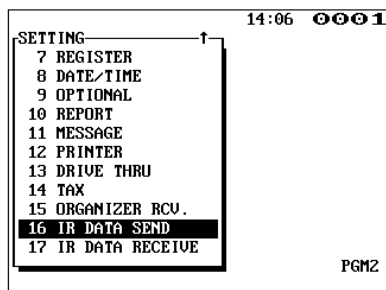 14:06 0001
SETTING ↑
7 REGISTER
8 DATE/TIME
9 OPTIONAL
10 REPORT
11 MESSAGE
12 PRINTER
13 DRIVE THRU
14 TAX
15 ORGANIZER RCV.
16 IR DATA SEND
17 IR DATA RECEIVE
PGM2